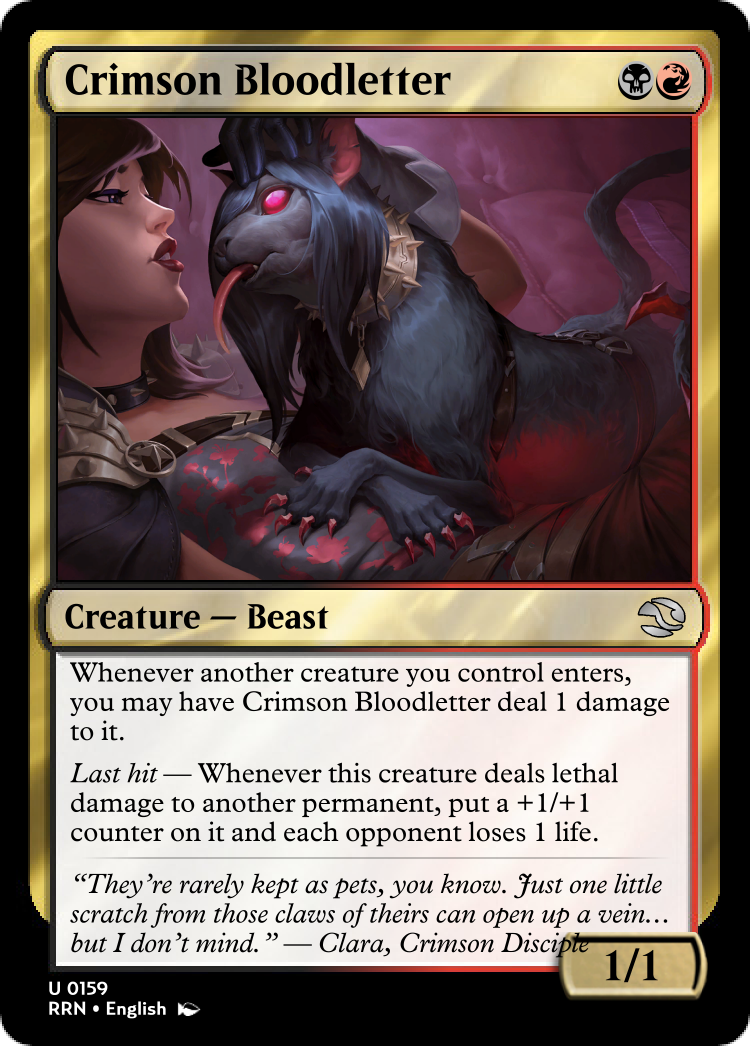 Crimson Bloodletter
Creature — Beast
Whenever another creature you control enters,
you may have Crimson Bloodletter deal 1 damage
to it.
Last hit — Whenever this creature deals lethal
damage to another permanent, put a +1/+1
counter on it and each opponent loses 1 life.
“They’re rarely kept as pets, you know. Just one little
scratch from those claws of theirs can open up a vein…
but I don’t mind.” — Clara, Crimson Disciple
1/1
U 0159
RRN • English